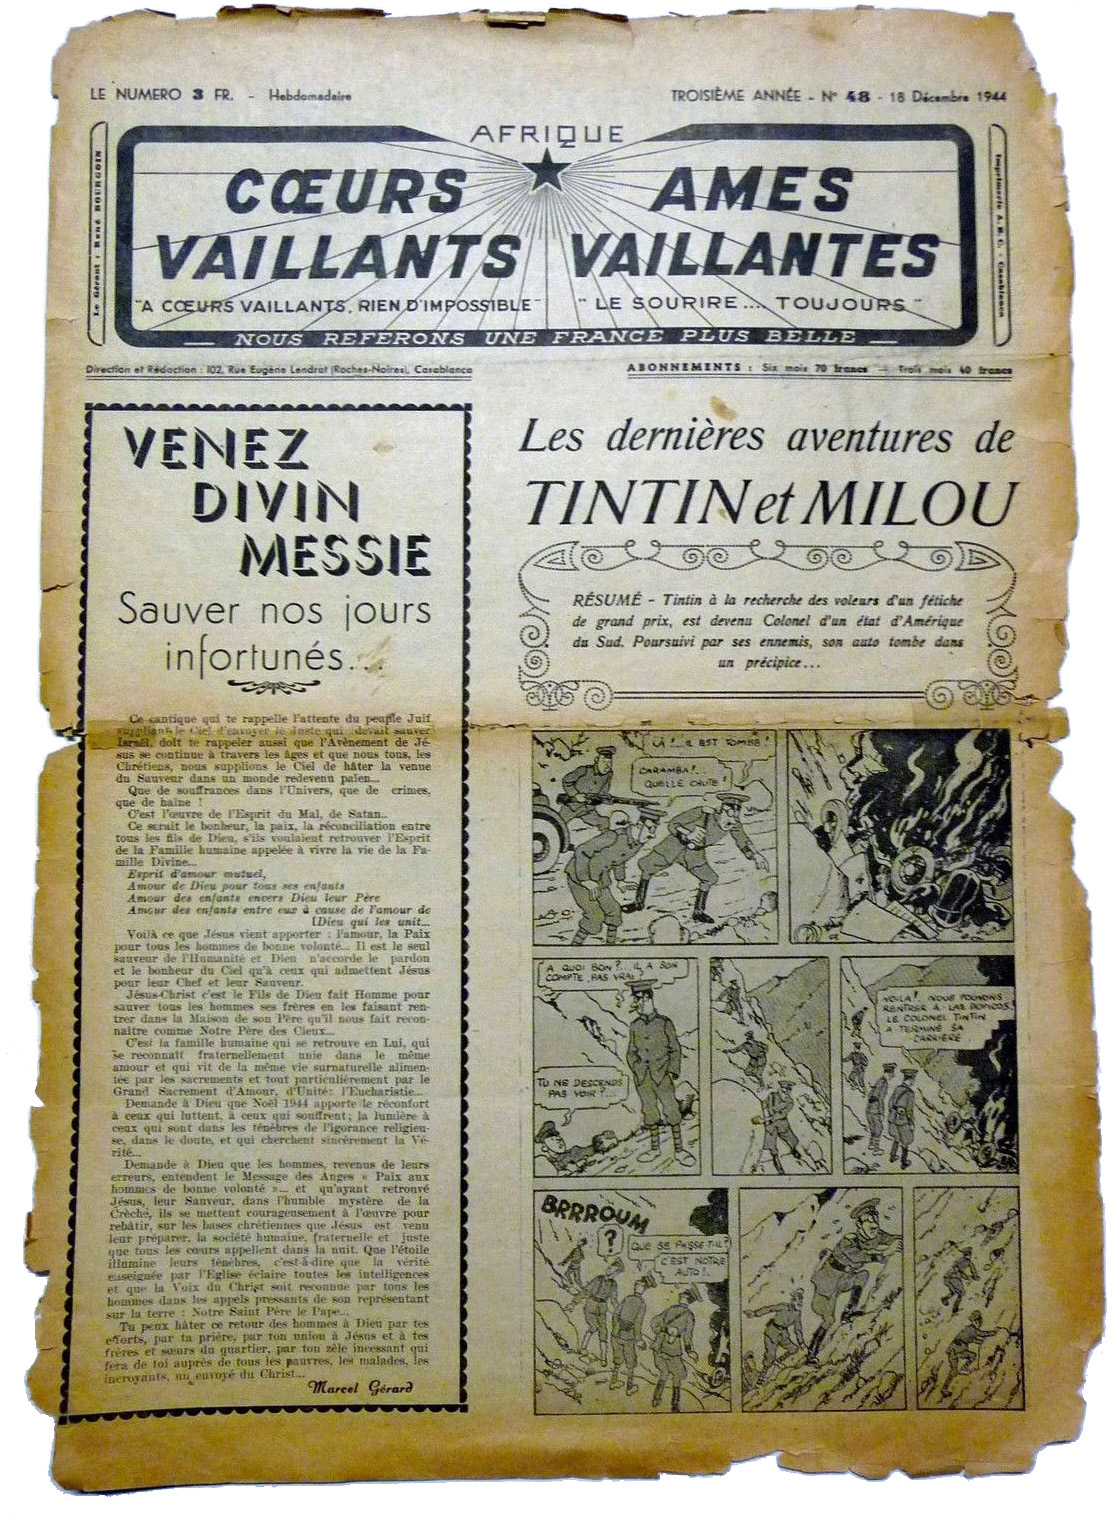 LE NUMERO 3 FR. - Hebdomadaire
TROISIÈME ANNÉE - N° 48 - 18 Décembre 1944
Le Gérant : René BOURGOIN
AFRIQUE
CŒURS
VAILLANTS
"A CŒURS VAILLANTS, RIEN D'IMPOSSIBLE"
AMES
VAILLANTES
" LE SOURIRE... TOUJOURS "
NOUS REFERONS UNE FRANCE PLUS BELLE
Imprimerie A.B.C. - Casablanca
Direction et Rédaction : 102, Rue Eugène Lendrat (Roches-Noires), Casablanca
ABONNEMENTS : Six mois 70 francs — Trois mois 40 francs
VENEZ
DIVIN
MESSIE
Sauver nos jours
infortunés...
Ce cantique qui te rappelle l'attente du peuple Juif
suppliant le Ciel d'envoyer le Juste qui devait sauver
Israël, doit te rappeler aussi que l'Avènement de Jé-
sus se continue à travers les âges et que nous tous, les
Chrétiens, nous supplions le Ciel de hâter la venue
du Sauveur dans un monde redevenu païen...
Que de souffrances dans l'Univers, que de crimes,
que de haine !
C'est l'œuvre de l'Esprit du Mal, de Satan..
Ce serait le bonheur, la paix, la réconciliation entre
tous les fils de Dieu, s'ils voulaient retrouver l'Esprit
de la Famille humaine appelée à vivre la vie de la Fa-
mille Divine...
Esprit d'amour mutuel,
Amour de Dieu pour tous ses enfants
Amour des enfants envers Dieu leur Père
Amour des enfants entre eux à cause de l'amour de
(Dieu qui les unit...
Voilà ce que Jésus vient apporter : l'amour, la Paix
pour tous les hommes de bonne volonté... Il est le seul
sauveur de l'Humanité et Dieu n'accorde le pardon
et le bonheur du Ciel qu'à ceux qui admettent Jésus
pour leur Chef et leur Sauveur.
Jésus-Christ c'est le Fils de Dieu fait Homme pour
sauver tous les hommes ses frères en les faisant ren-
trer dans la Maison de son Père qu'il nous fait recon-
naître comme Notre Père des Cieux...
C'est la famille humaine qui se retrouve en Lui, qui
se reconnaît fraternellement unie dans le même
amour et qui vit de la même vie surnaturelle alimen-
tée par les sacrements et tout particulièrement par le
Grand Sacrement d'Amour, d'Unité: l'Eucharistie...
Demande à Dieu que Noël 1944 apporte le réconfort
à ceux qui luttent, à ceux qui souffrent; la lumière à
ceux qui sont dans les ténèbres de l'igorance religieu-
se, dans le doute, et qui cherchent sincèrement la Vé-
rité...
Demande à Dieu que les hommes, revenus de leurs
erreurs, entendent le Message des Anges « Paix aux
hommes de bonne volonté »... et qu'ayant retrouvé
Jésus, leur Sauveur, dans l'humble mystère de la
Crèche, ils se mettent courageusement à l'œuvre pour
rebâtir, sur les bases chrétiennes que Jésus est venu
leur préparer, la société humaine, fraternelle et juste
que tous les cœurs appellent dans la nuit. Que l'étoile
illumine leurs ténèbres, c'est-à-dire que la vérité
enseignée par l'Eglise éclaire toutes les intelligences
et que la Voix du Christ soit reconnue par tous les
hommes dans les appels pressants de son représentant
sur la terre : Notre Saint Père le Pape...
Tu peux hâter ce retour des hommes à Dieu par tes
efforts, par ta prière, par ton union à Jésus et à tes
frères et sœurs du quartier, par ton zèle incessant qui
fera de toi auprès de tous les pauvres, les malades, les
incroyants, un envoyé du Christ...
Marcel Gérard
Les dernières aventures de
TINTIN et MILOU
RÉSUMÉ - Tintin à la recherche des voleurs d'un fétiche
de grand prix, est devenu Colonel d'un état d'Amérique
du Sud. Poursuivi par ses ennemis, son auto tombe dans
un précipice...
LA !... IL EST TOMBÉ !
CARAMBA !..
QUELLE CHUTE !
A QUOI BON ?.. IL A SON
COMPTE, PAS VRAI ?
TU NE DESCENDS
PAS VOIR ?...
VOILA !.. NOUS POUVONS
RENTRER A LAS DOPICOS !
LE COLONEL TINTIN
A TERMINÉ SA
CARRIÈRE
BRRROUM
?
QUE SE PASSE-T-IL ?
C'EST NOTRE
AUTO !..